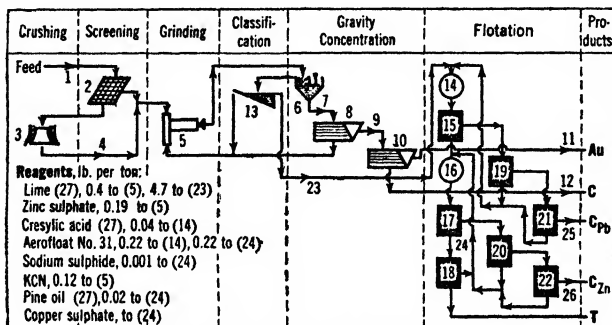 Crushing Screening Grinding Classifi- Gravity Flotation Pro-
cation Concentration ducts
Feed
1
2
3
4
5
6
7
8
9
10
11
Au
12
C
13
14
15
16
17
18
19
20
21
22
23
24
25
CPb
26
CZn
T
Reagents, lb. per ton:
Lime (27), 0.4 to (5), 4.7 to (23)
Zinc sulphate, 0.19 to (5)
Cresylic acid (27), 0.04 to (14)
Aerofloat No. 31, 0.22 to (14), 0.22 to (24)
Sodium sulphide, 0.001 to (24)
KCN, 0.12 to (5)
Pine oil (27), 0.02 to (24)
Copper sulphate, to (24)